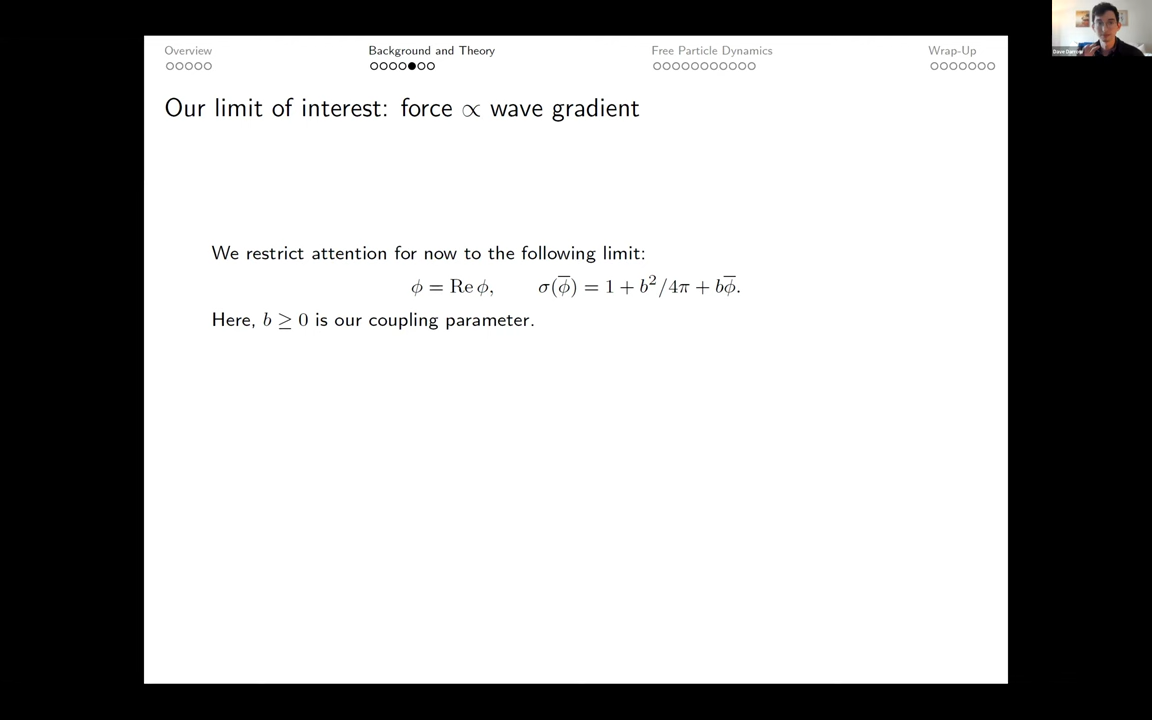 Overview
Background and Theory
Free Particle Dynamics
Wrap-Up
Our limit of interest: force ∝ wave gradient
We restrict attention for now to the following limit:
ϕ = Re ϕ, σ(ϕ̅) = 1 + b²/4π + bϕ̅.
Here, b ≥ 0 is our coupling parameter.